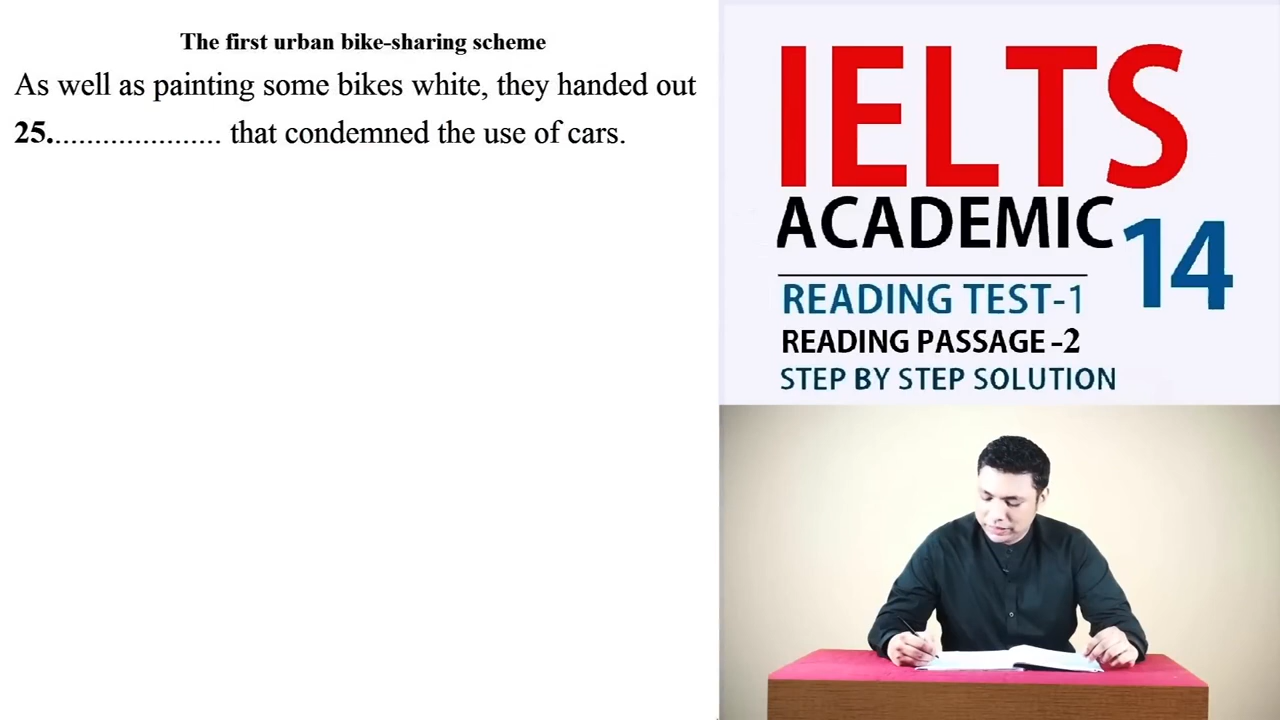 The first urban bike-sharing scheme
As well as painting some bikes white, they handed out
25...................... that condemned the use of cars.
IELTS
ACADEMIC 14
READING TEST-1
READING PASSAGE -2
STEP BY STEP SOLUTION